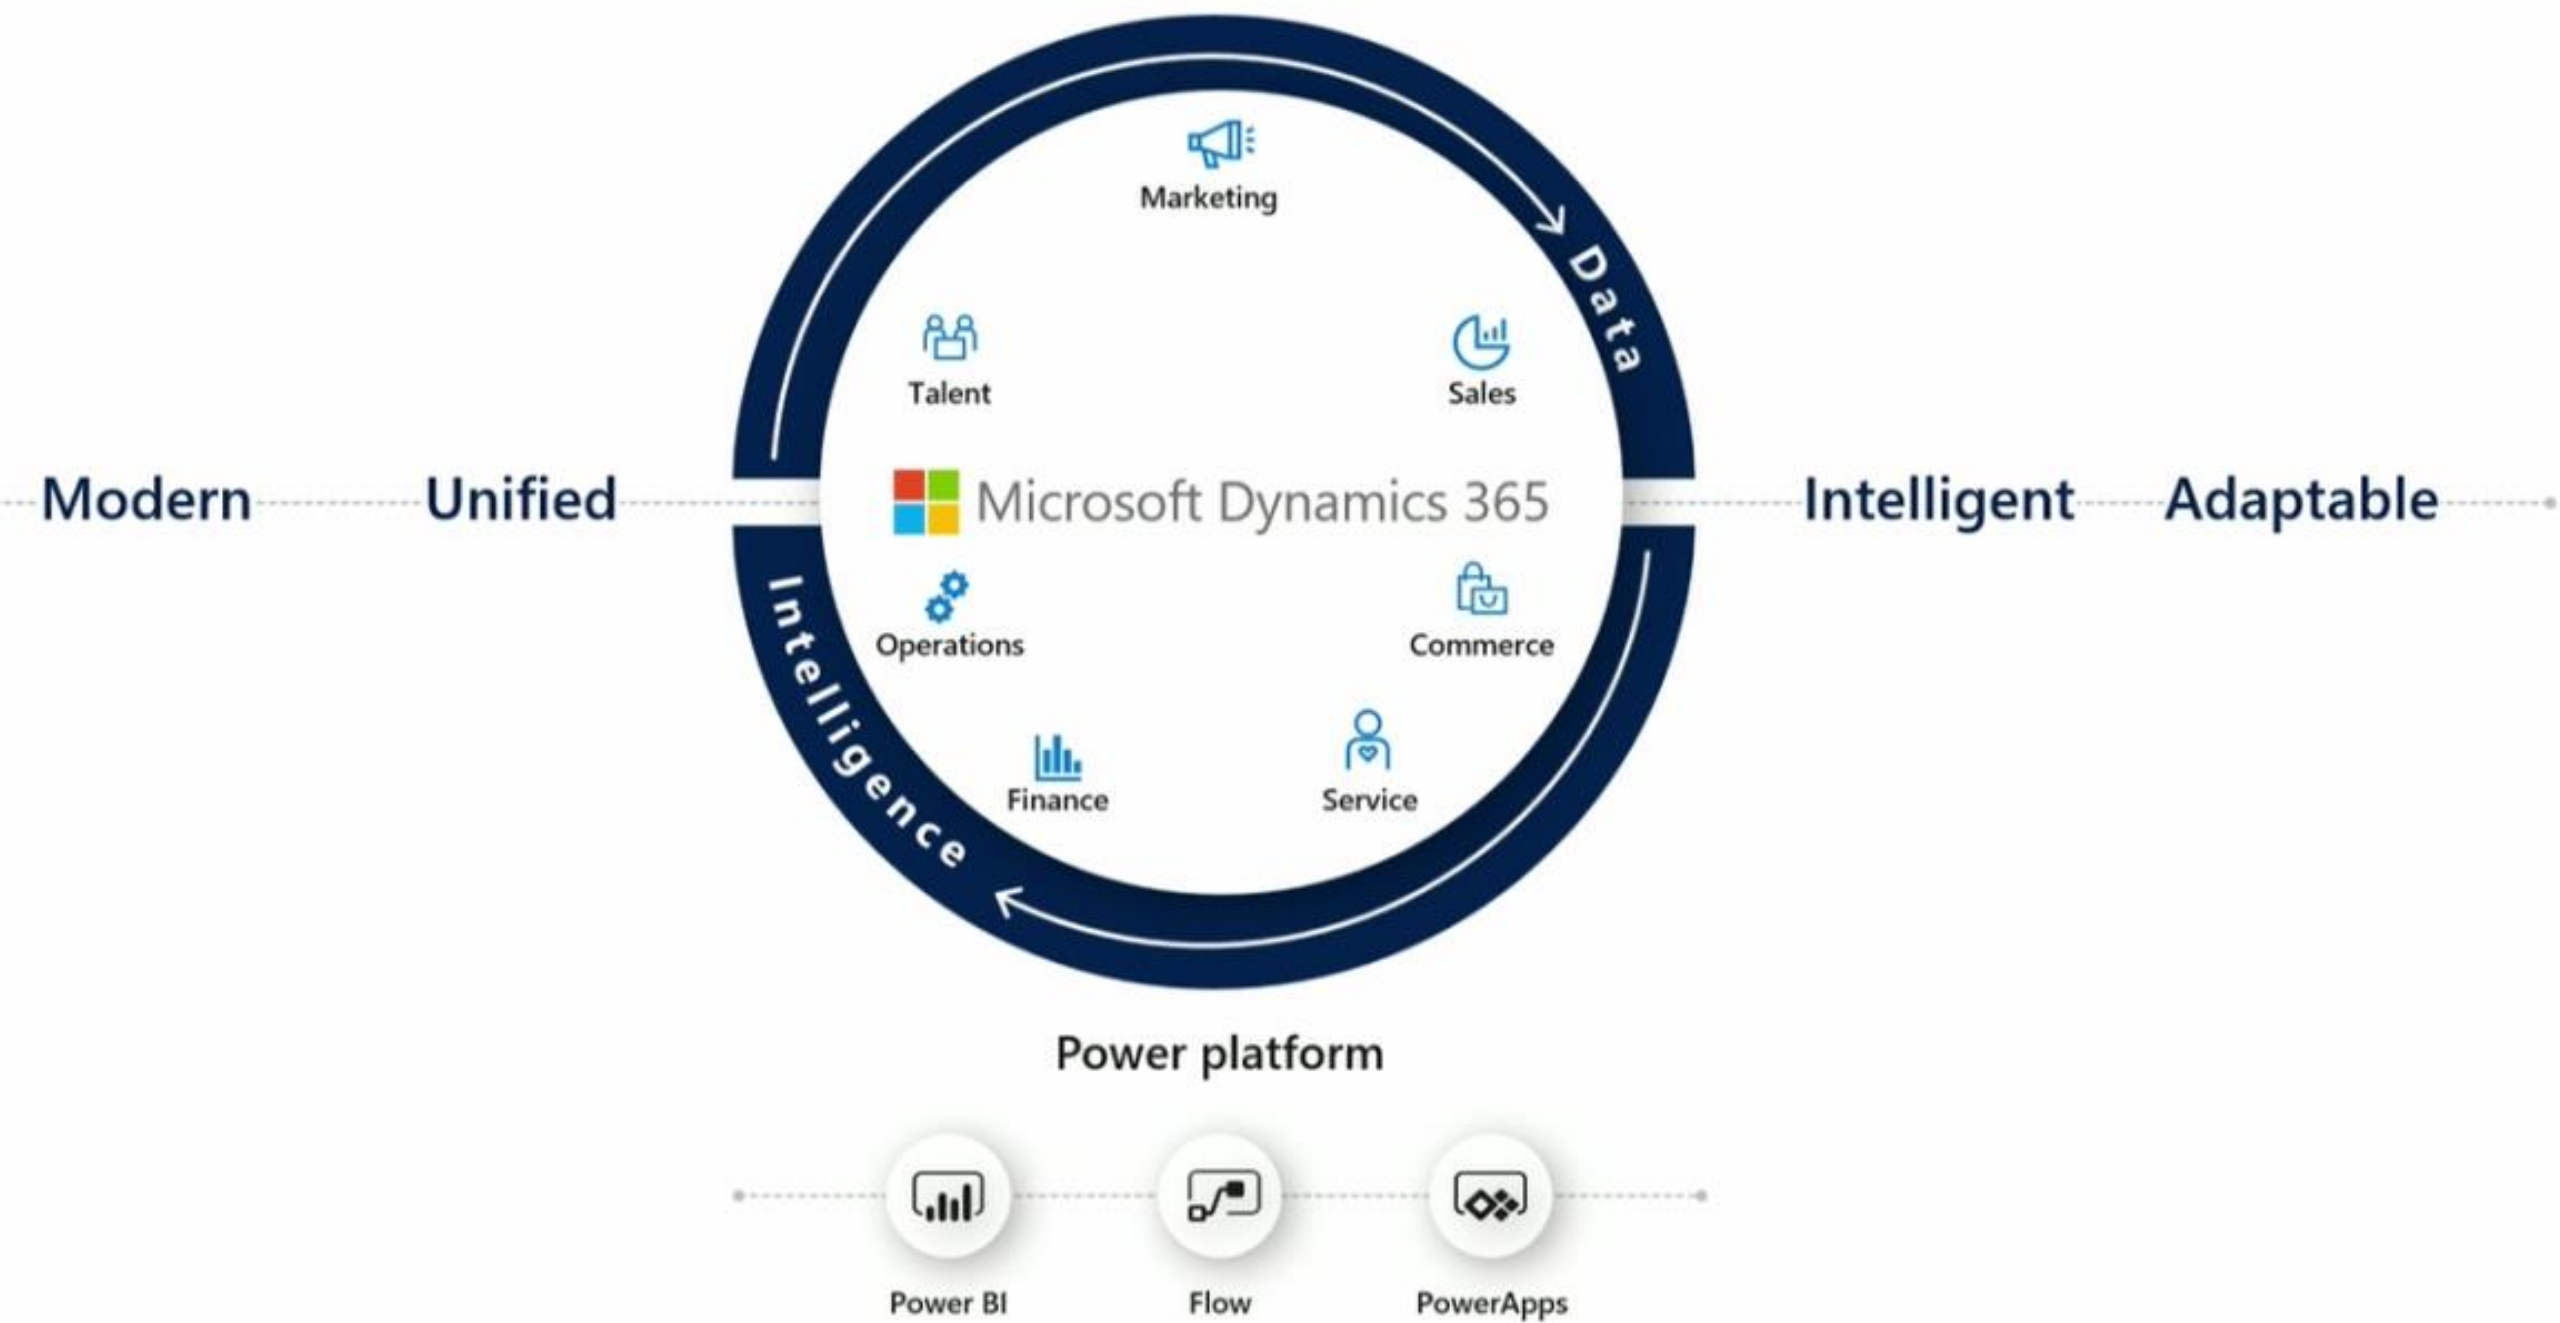 Marketing
Data
Talent
Sales
Modern
Unified
Microsoft Dynamics 365
Intelligent
Adaptable
Operations
Commerce
Intelligence
Finance
Service
Power platform
Power BI
Flow
PowerApps